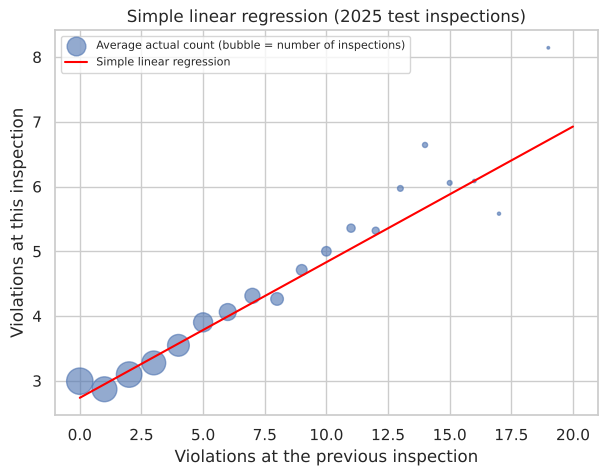 Simple linear regression (2025 test inspections)
Average actual count (bubble = number of inspections)
Simple linear regression
Violations at this inspection
8
7
6
5
4
3
0.0 2.5 5.0 7.5 10.0 12.5 15.0 17.5 20.0
Violations at the previous inspection